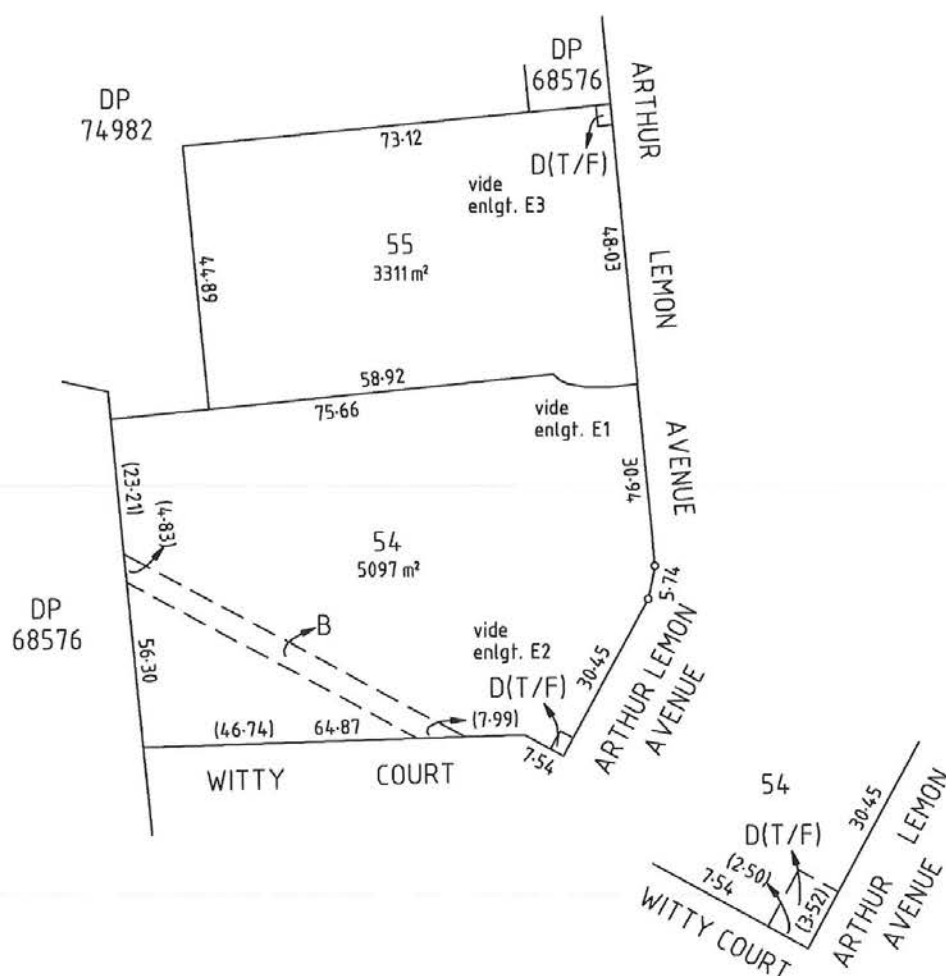 DP
68576
DP
74982
ARTHUR
73·12
D(T/F)
vide
enlgt. E3
55
3311 m²
44·89
48·03
LEMON
58·92
75·66
vide
enlgt. E1
AVENUE
30·94
(23·21)
(4·83)
54
5097 m²
5·74
DP
68576
B
vide
enlgt. E2
D(T/F)
56·30
30·45
ARTHUR LEMON
AVENUE
(46·74)
64·87
(7·99)
7·54
WITTY COURT
54
30·45
LEMON
D(T/F)
(2·50)
7·54
(3·52)
ARTHUR
AVENUE
WITTY COURT